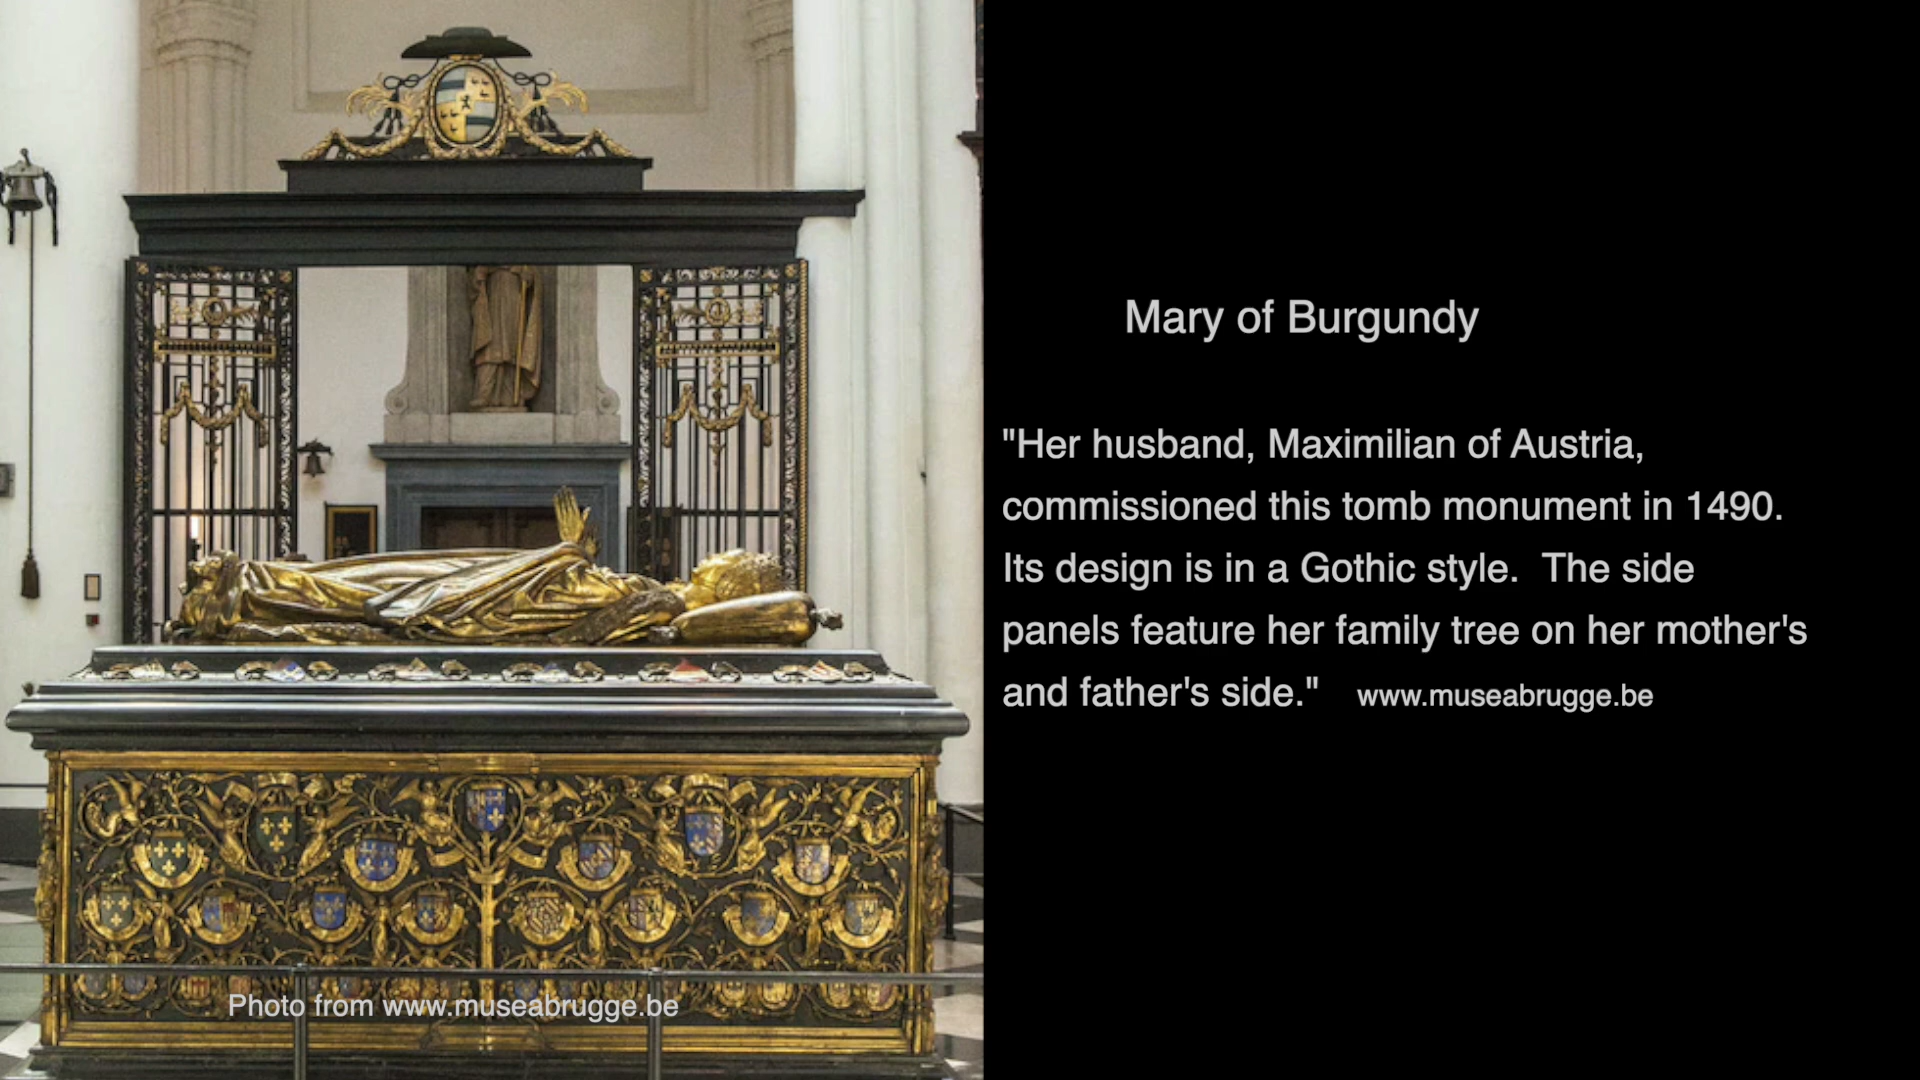 Mary of Burgundy
"Her husband, Maximilian of Austria,
commissioned this tomb monument in 1490.
Its design is in a Gothic style.  The side
panels feature her family tree on her mother's
and father's side."    www.museabrugge.be
Photo from www.museabrugge.be